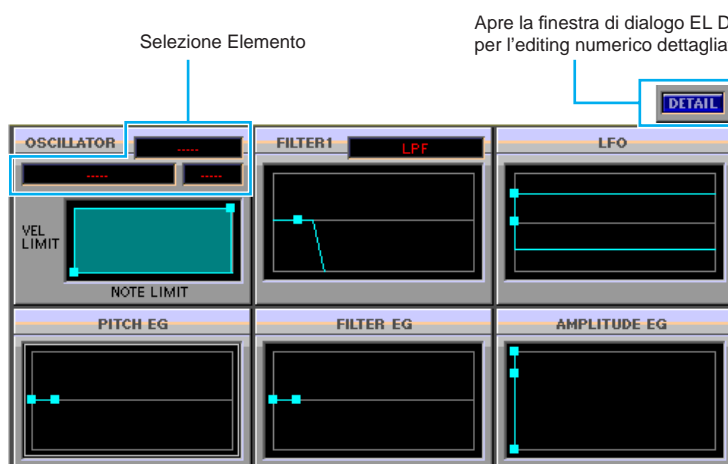 Selezione Elemento
Apre la finestra di dialogo EL D
per l'editing numerico dettaglia
DETAIL
OSCILLATOR
-----
-----
-----
VEL
LIMIT
NOTE LIMIT
FILTER1
LPF
LFO
PITCH EG
FILTER EG
AMPLITUDE EG